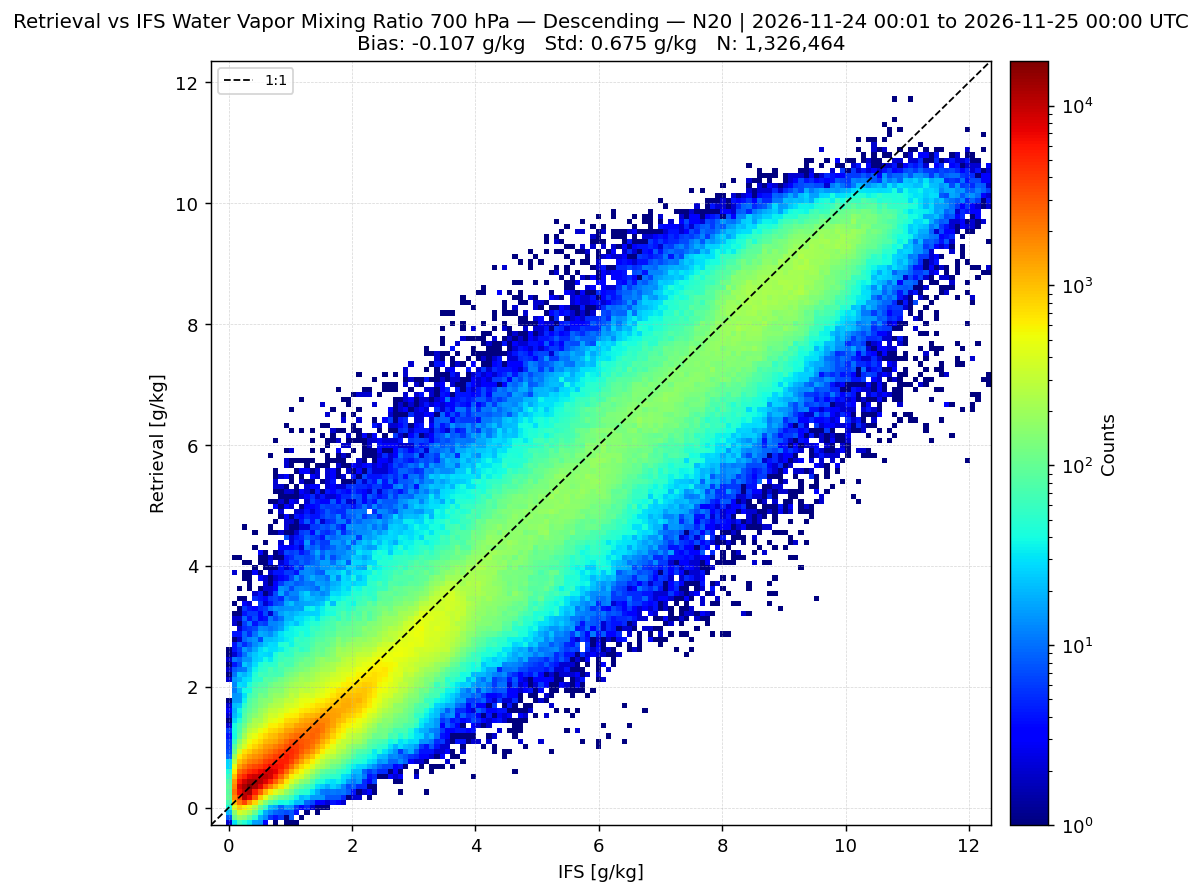 Retrieval vs IFS Water Vapor Mixing Ratio 700 hPa — Descending — N20 | 2026-11-24 00:01 to 2026-11-25 00:00 UTC
Bias: -0.107 g/kg   Std: 0.675 g/kg   N: 1,326,464
1:1
12
10
8
6
4
2
0
Retrieval [g/kg]
0 2 4 6 8 10 12
IFS [g/kg]
10^4
10^3
10^2
10^1
10^0
Counts